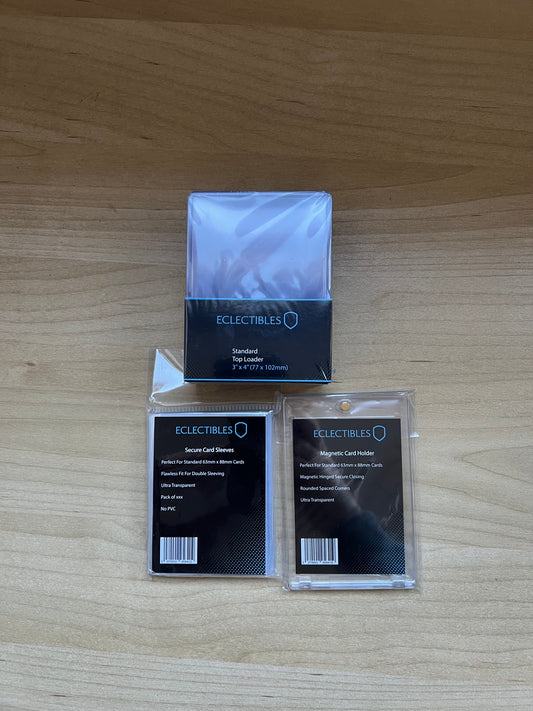 ECLECTIBLES
Standard
Top Loader
3" x 4" (77 x 102mm)
ECLECTIBLES
Secure Card Sleeves
Perfect For Standard 63mm x 88mm Cards
Flawless Fit For Double Sleeving
Ultra Transparent
Pack of xxx
No PVC
ECLECTIBLES
Magnetic Card Holder
Perfect For Standard 63mm x 88mm Cards
Magnetic Hinged Secure Closing
Rounded Spaced Corners
Ultra Transparent